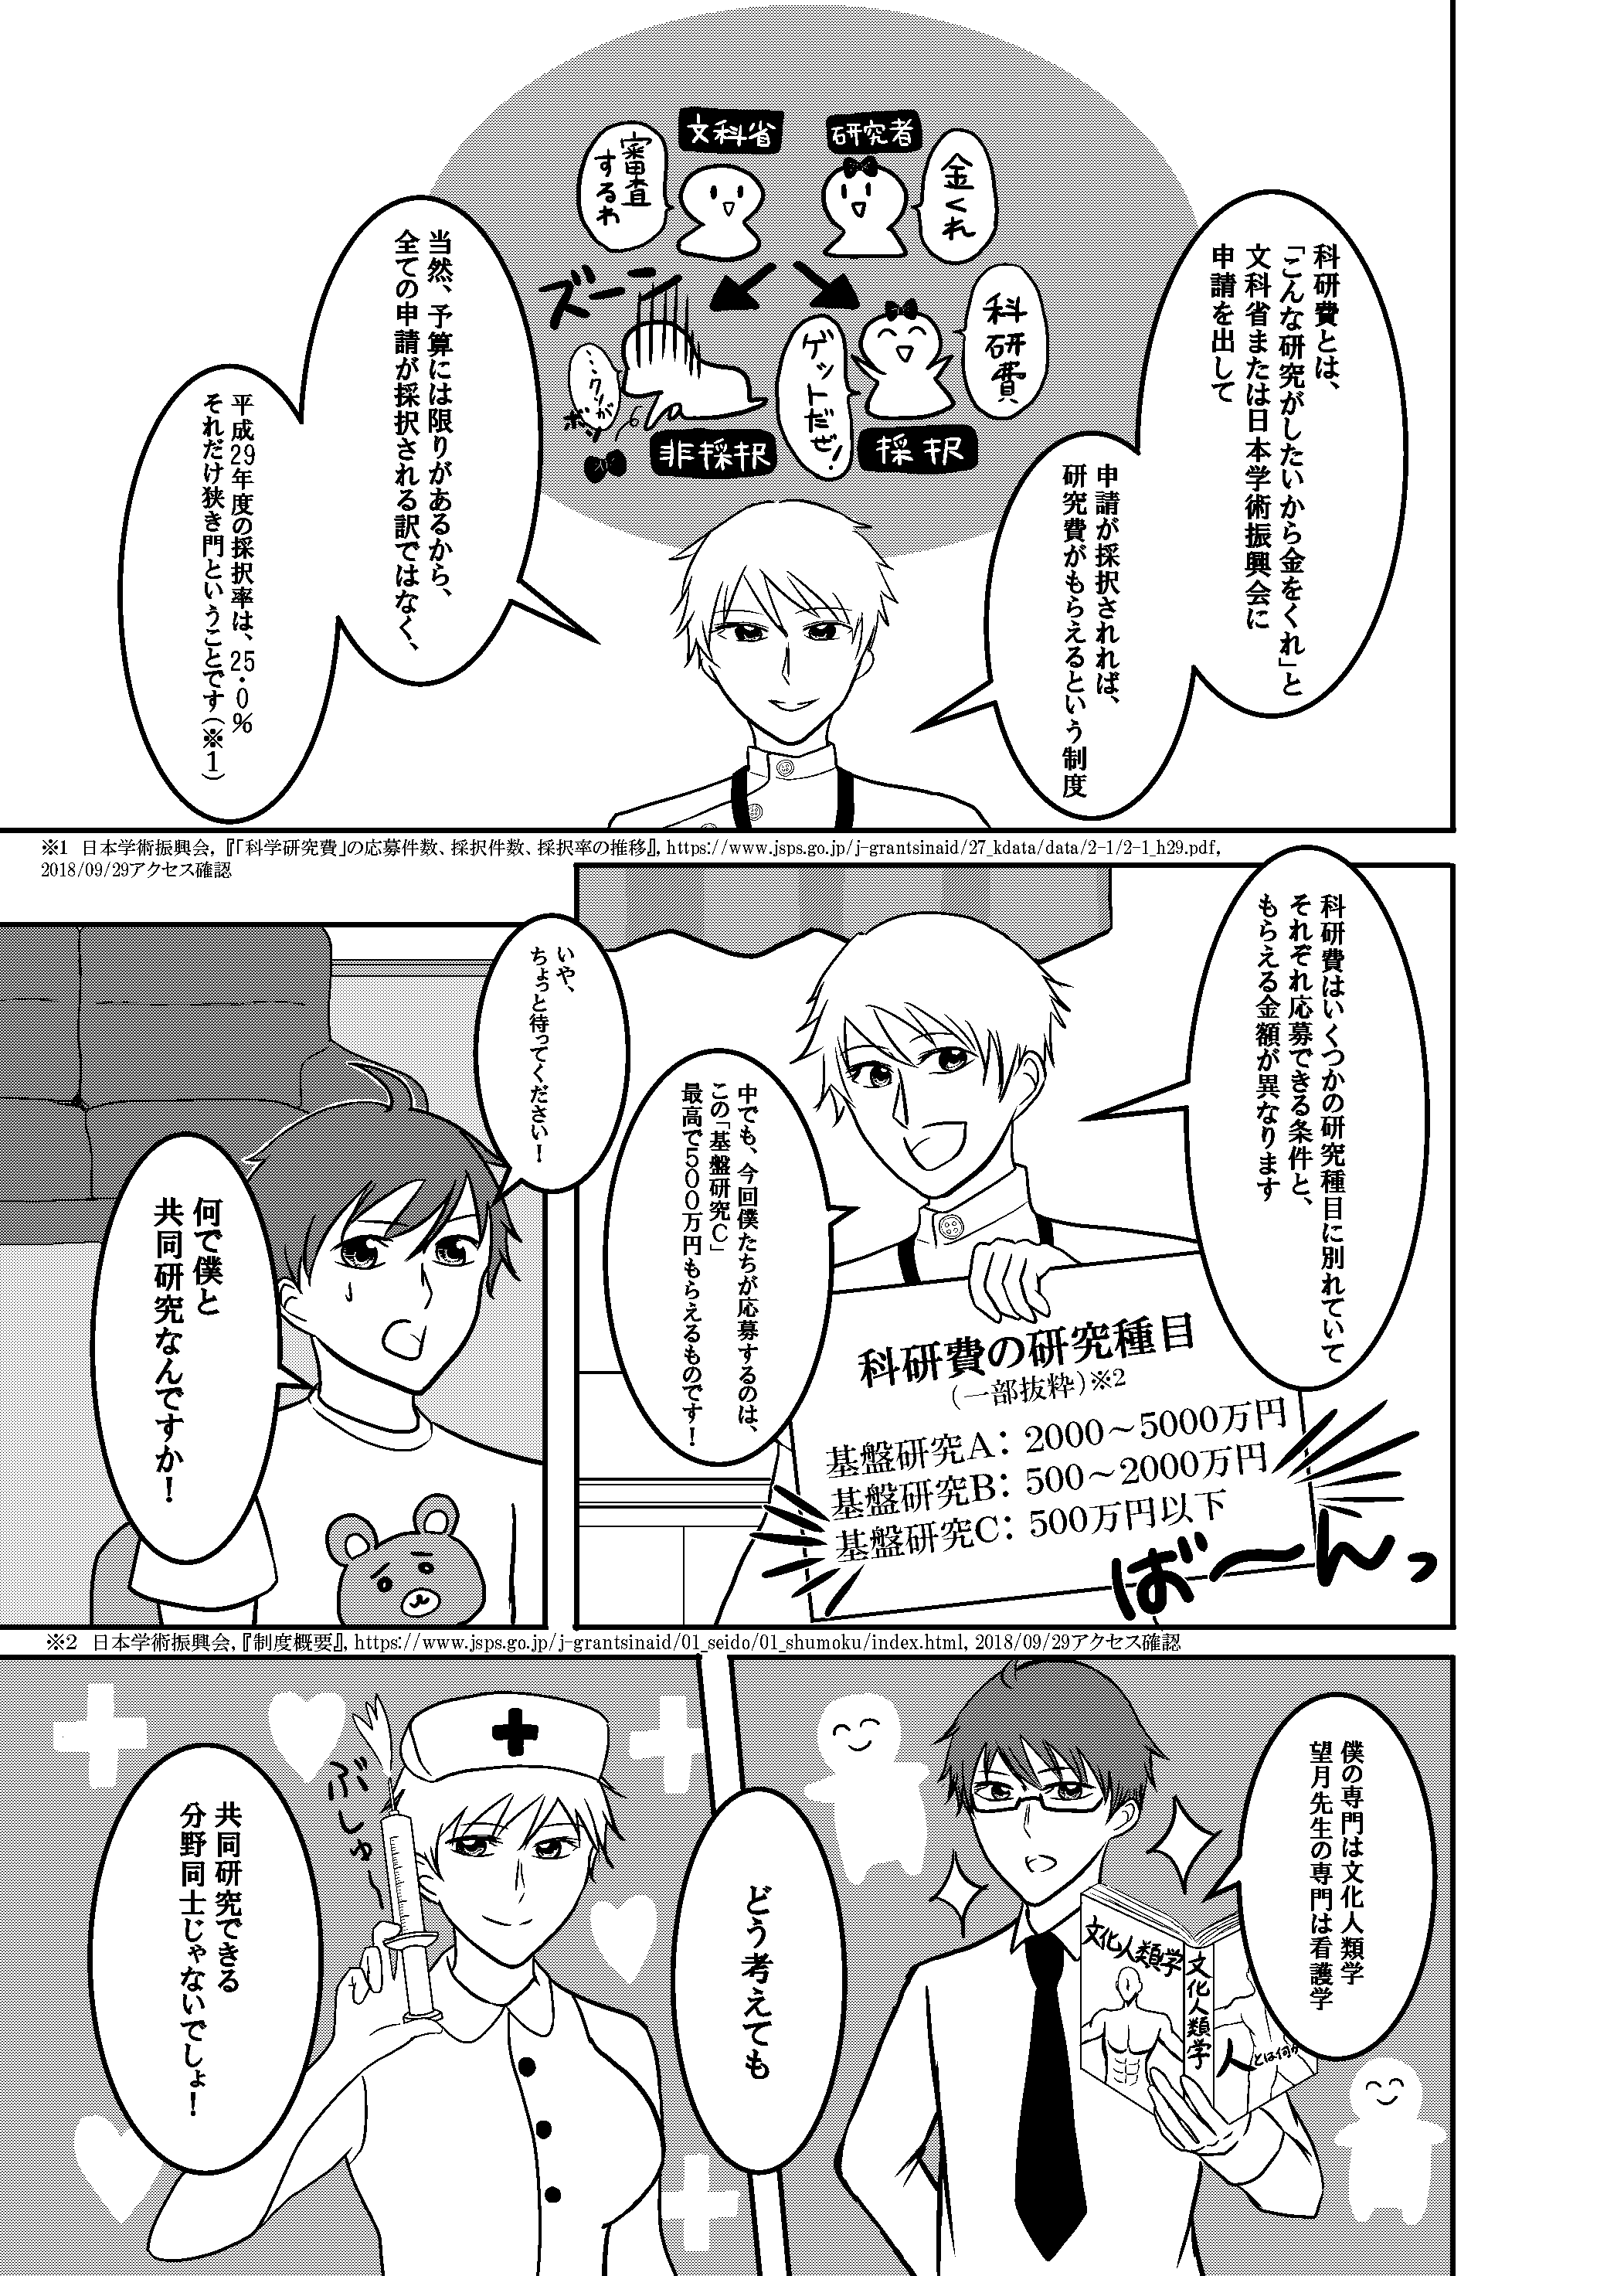 科研費とは、
「こんな研究がしたいから金をくれ」と
文科省または日本学術振興会に
申請を出して
申請が採択されれば、
研究費がもらえるという制度
研究者
金くれ
文科省
審査
するわ
科研費
ゲットだぜ!
採択
ズーン
…クソが
ボソ
非採択
当然、予算には限りがあるから、
全ての申請が採択される訳ではなく、
平成29年度の採択率は、25・0%
それだけ狭き門ということです(※1)
※1 日本学術振興会,『「科学研究費」の応募件数、採択件数、採択率の推移』, https://www.jsps.go.jp/j-grantsinaid/27_kdata/data/2-1/2-1_h29.pdf,
2018/09/29アクセス確認
科研費はいくつかの研究種目に別れていて
それぞれ応募できる条件と、
もらえる金額が異なります
中でも、今回僕たちが応募するのは、
この「基盤研究C」
最高で500万円もらえるものです!
科研費の研究種目
(一部抜粋)※2
基盤研究A: 2000~5000万円
基盤研究B: 500~2000万円
基盤研究C: 500万円以下
ば~んっ
いや、
ちょっと待ってください!
何で僕と
共同研究なんですか!
※2 日本学術振興会,『制度概要』, https://www.jsps.go.jp/j-grantsinaid/01_seido/01_shumoku/index.html, 2018/09/29アクセス確認
僕の専門は文化人類学
望月先生の専門は看護学
文化人類学
文化人類学
人とは何か
どう考えても
ぶしゅ~
共同研究できる
分野同士じゃないでしょ!